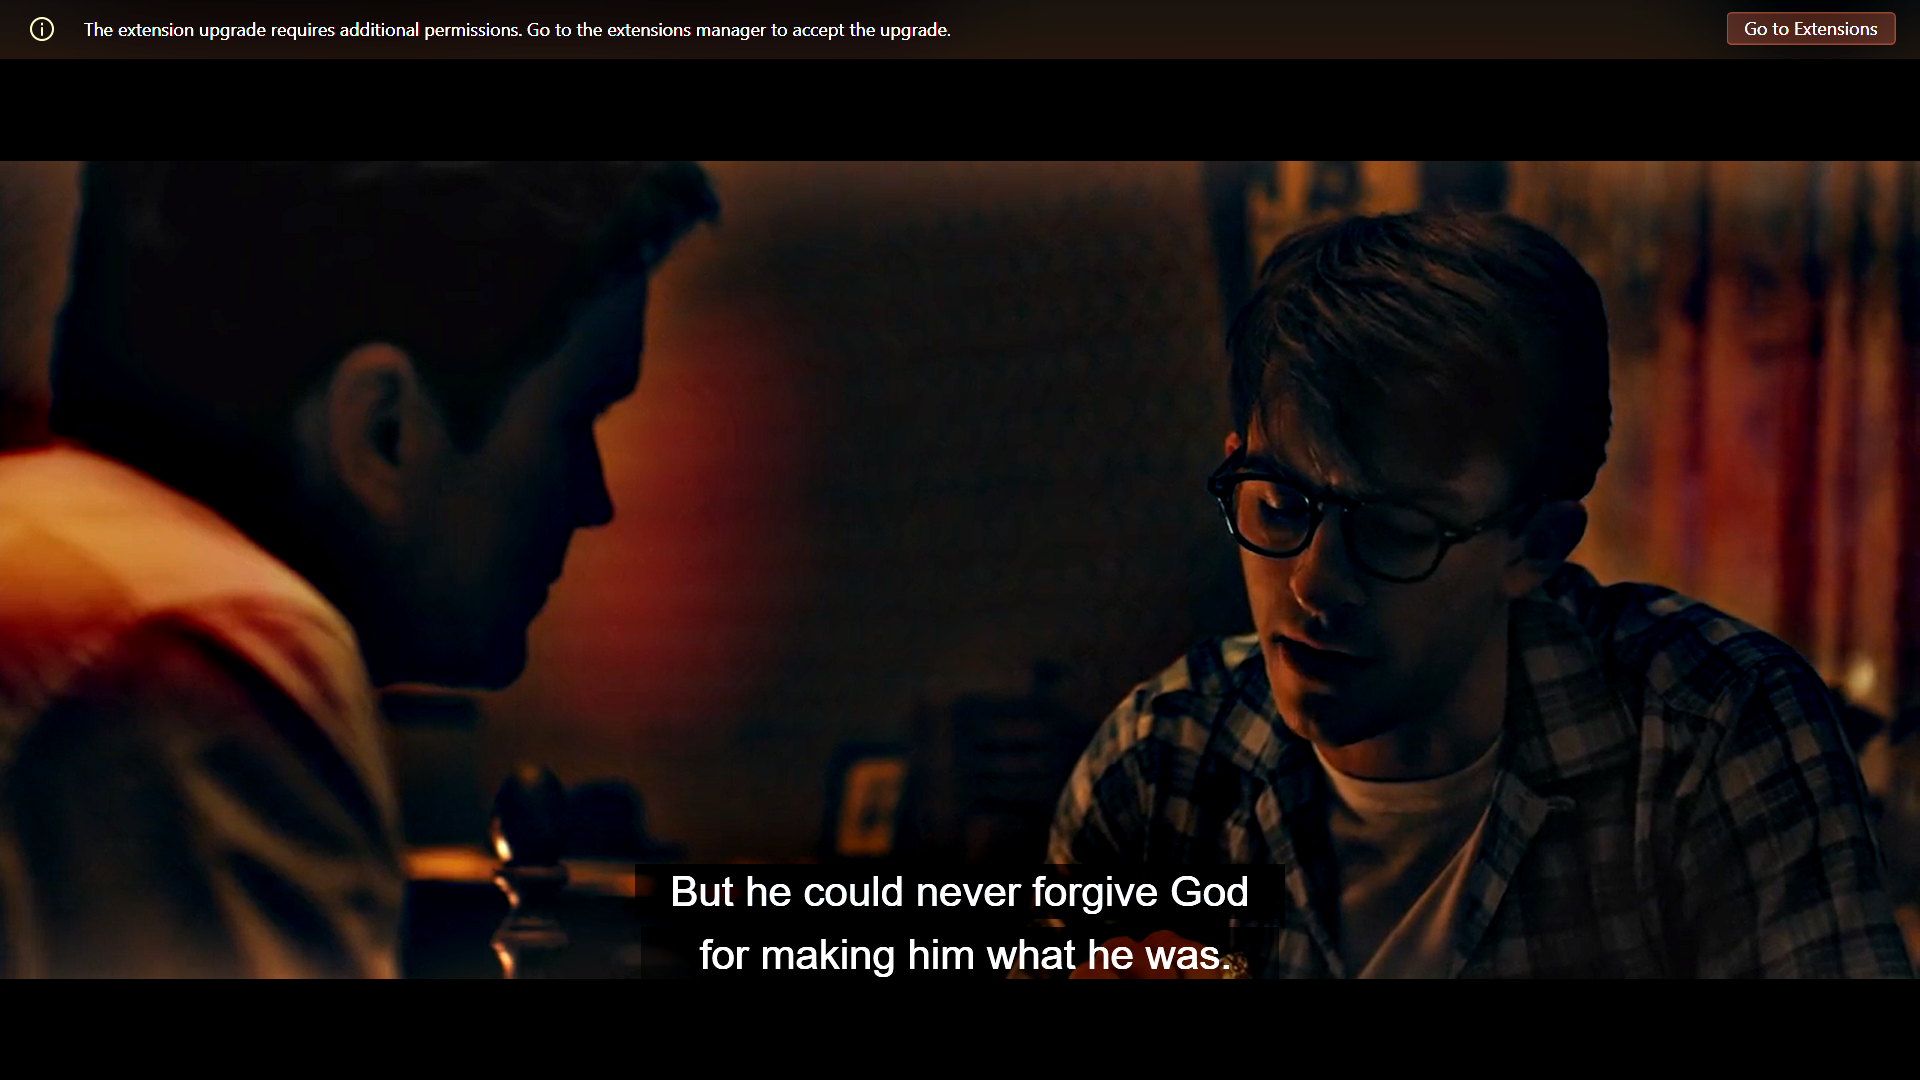 The extension upgrade requires additional permissions. Go to the extensions manager to accept the upgrade.
Go to Extensions
But he could never forgive God
for making him what he was.